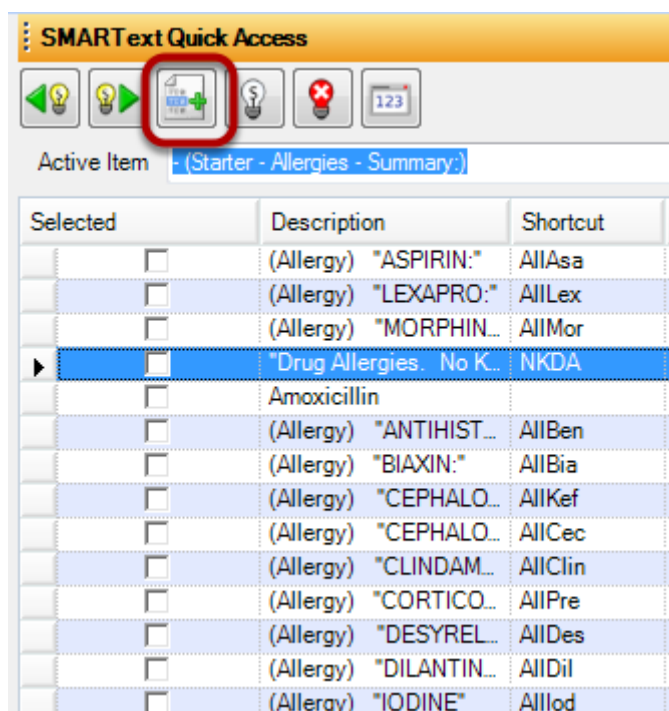 SMARText Quick Access
TEW
123
Active Item - (Starter - Allergies - Summary:)
Selected Description Shortcut
(Allergy) "ASPIRIN:" AllAsa
(Allergy) "LEXAPRO:" AllLex
(Allergy) "MORPHIN... AllMor
"Drug Allergies. No K... NKDA
Amoxicillin
(Allergy) "ANTIHIST... AllBen
(Allergy) "BIAXIN:" AllBia
(Allergy) "CEPHALO... AllKef
(Allergy) "CEPHALO... AllCec
(Allergy) "CLINDAM... AllClin
(Allergy) "CORTICO... AllPre
(Allergy) "DESYREL... AllDes
(Allergy) "DILANTIN... AllDil
(Allergy) "IODINE" AllIod